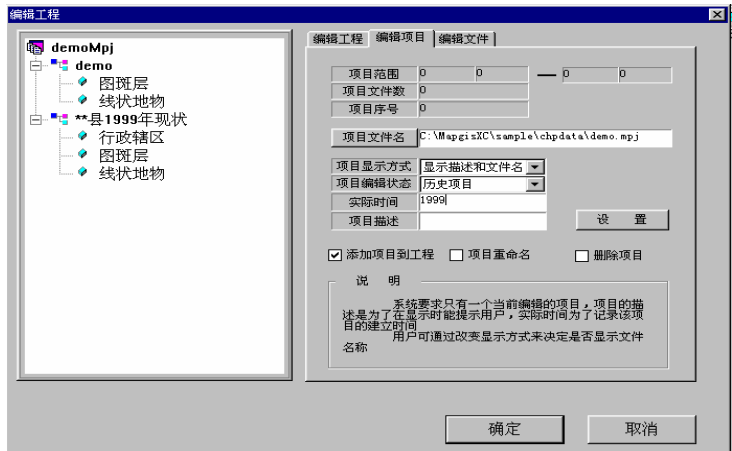 编辑工程
demoMpj
demo
图斑层
线状地物
**县1999年现状
行政辖区
图斑层
线状地物
编辑工程 编辑项目 编辑文件
项目范围 0 0 — 0 0
项目文件数 0
项目序号 0
项目文件名 C:\MapgisXC\sample\chpdata\demo.mpj
项目显示方式 显示描述和文件名
项目编辑状态 历史项目
实际时间 1999
项目描述
设 置
添加项目到工程 项目重命名 删除项目
说 明
系统要求只有一个当前编辑的项目，项目的描
述是为了在显示时能提示用户，实际时间为了记录该项
目的建立时间
用户可通过改变显示方式来决定是否显示文件
名称
确定 取消